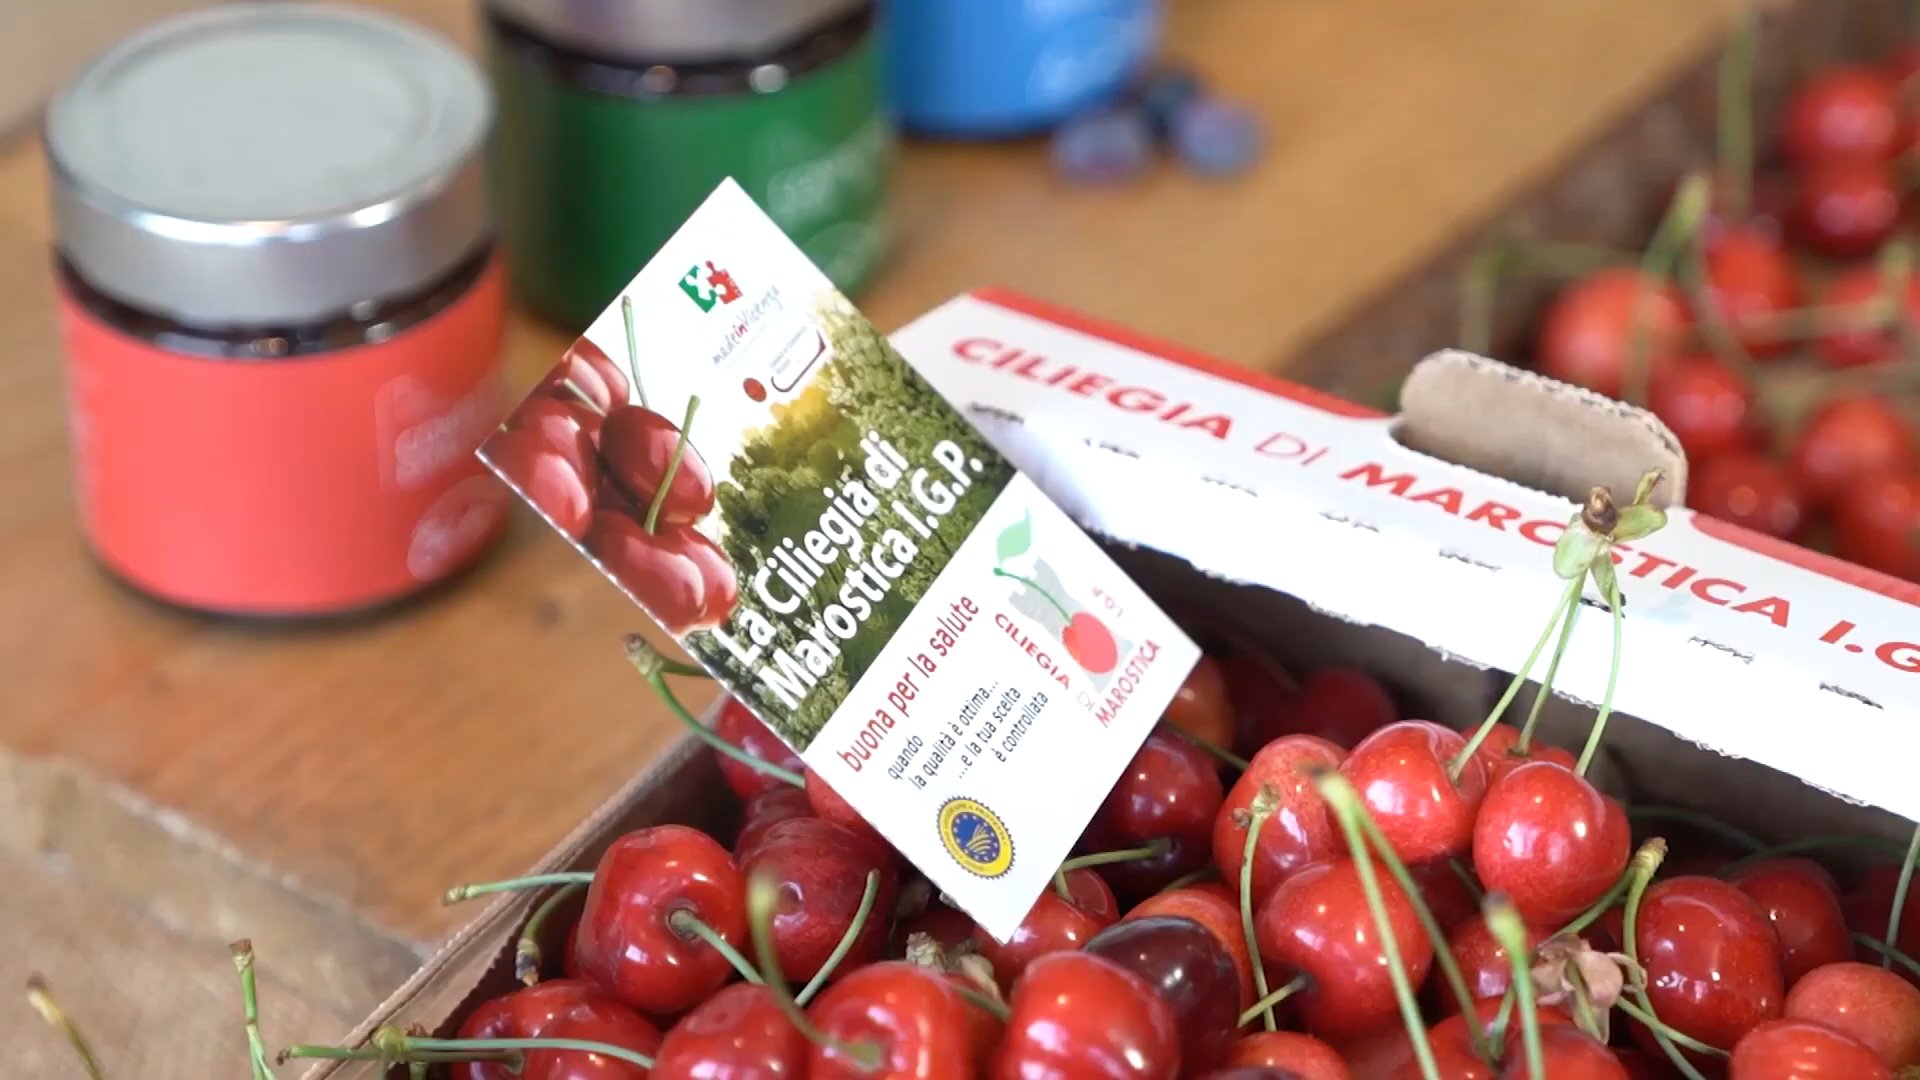 madeinVicenza
La Ciliegia di
Marostica I.G.P.
buona per la salute
quando
la qualità è ottima...
...e la tua scelta
è controllata
CILIEGIA
DI
MAROSTICA
CILIEGIA DI MAROSTICA I.G